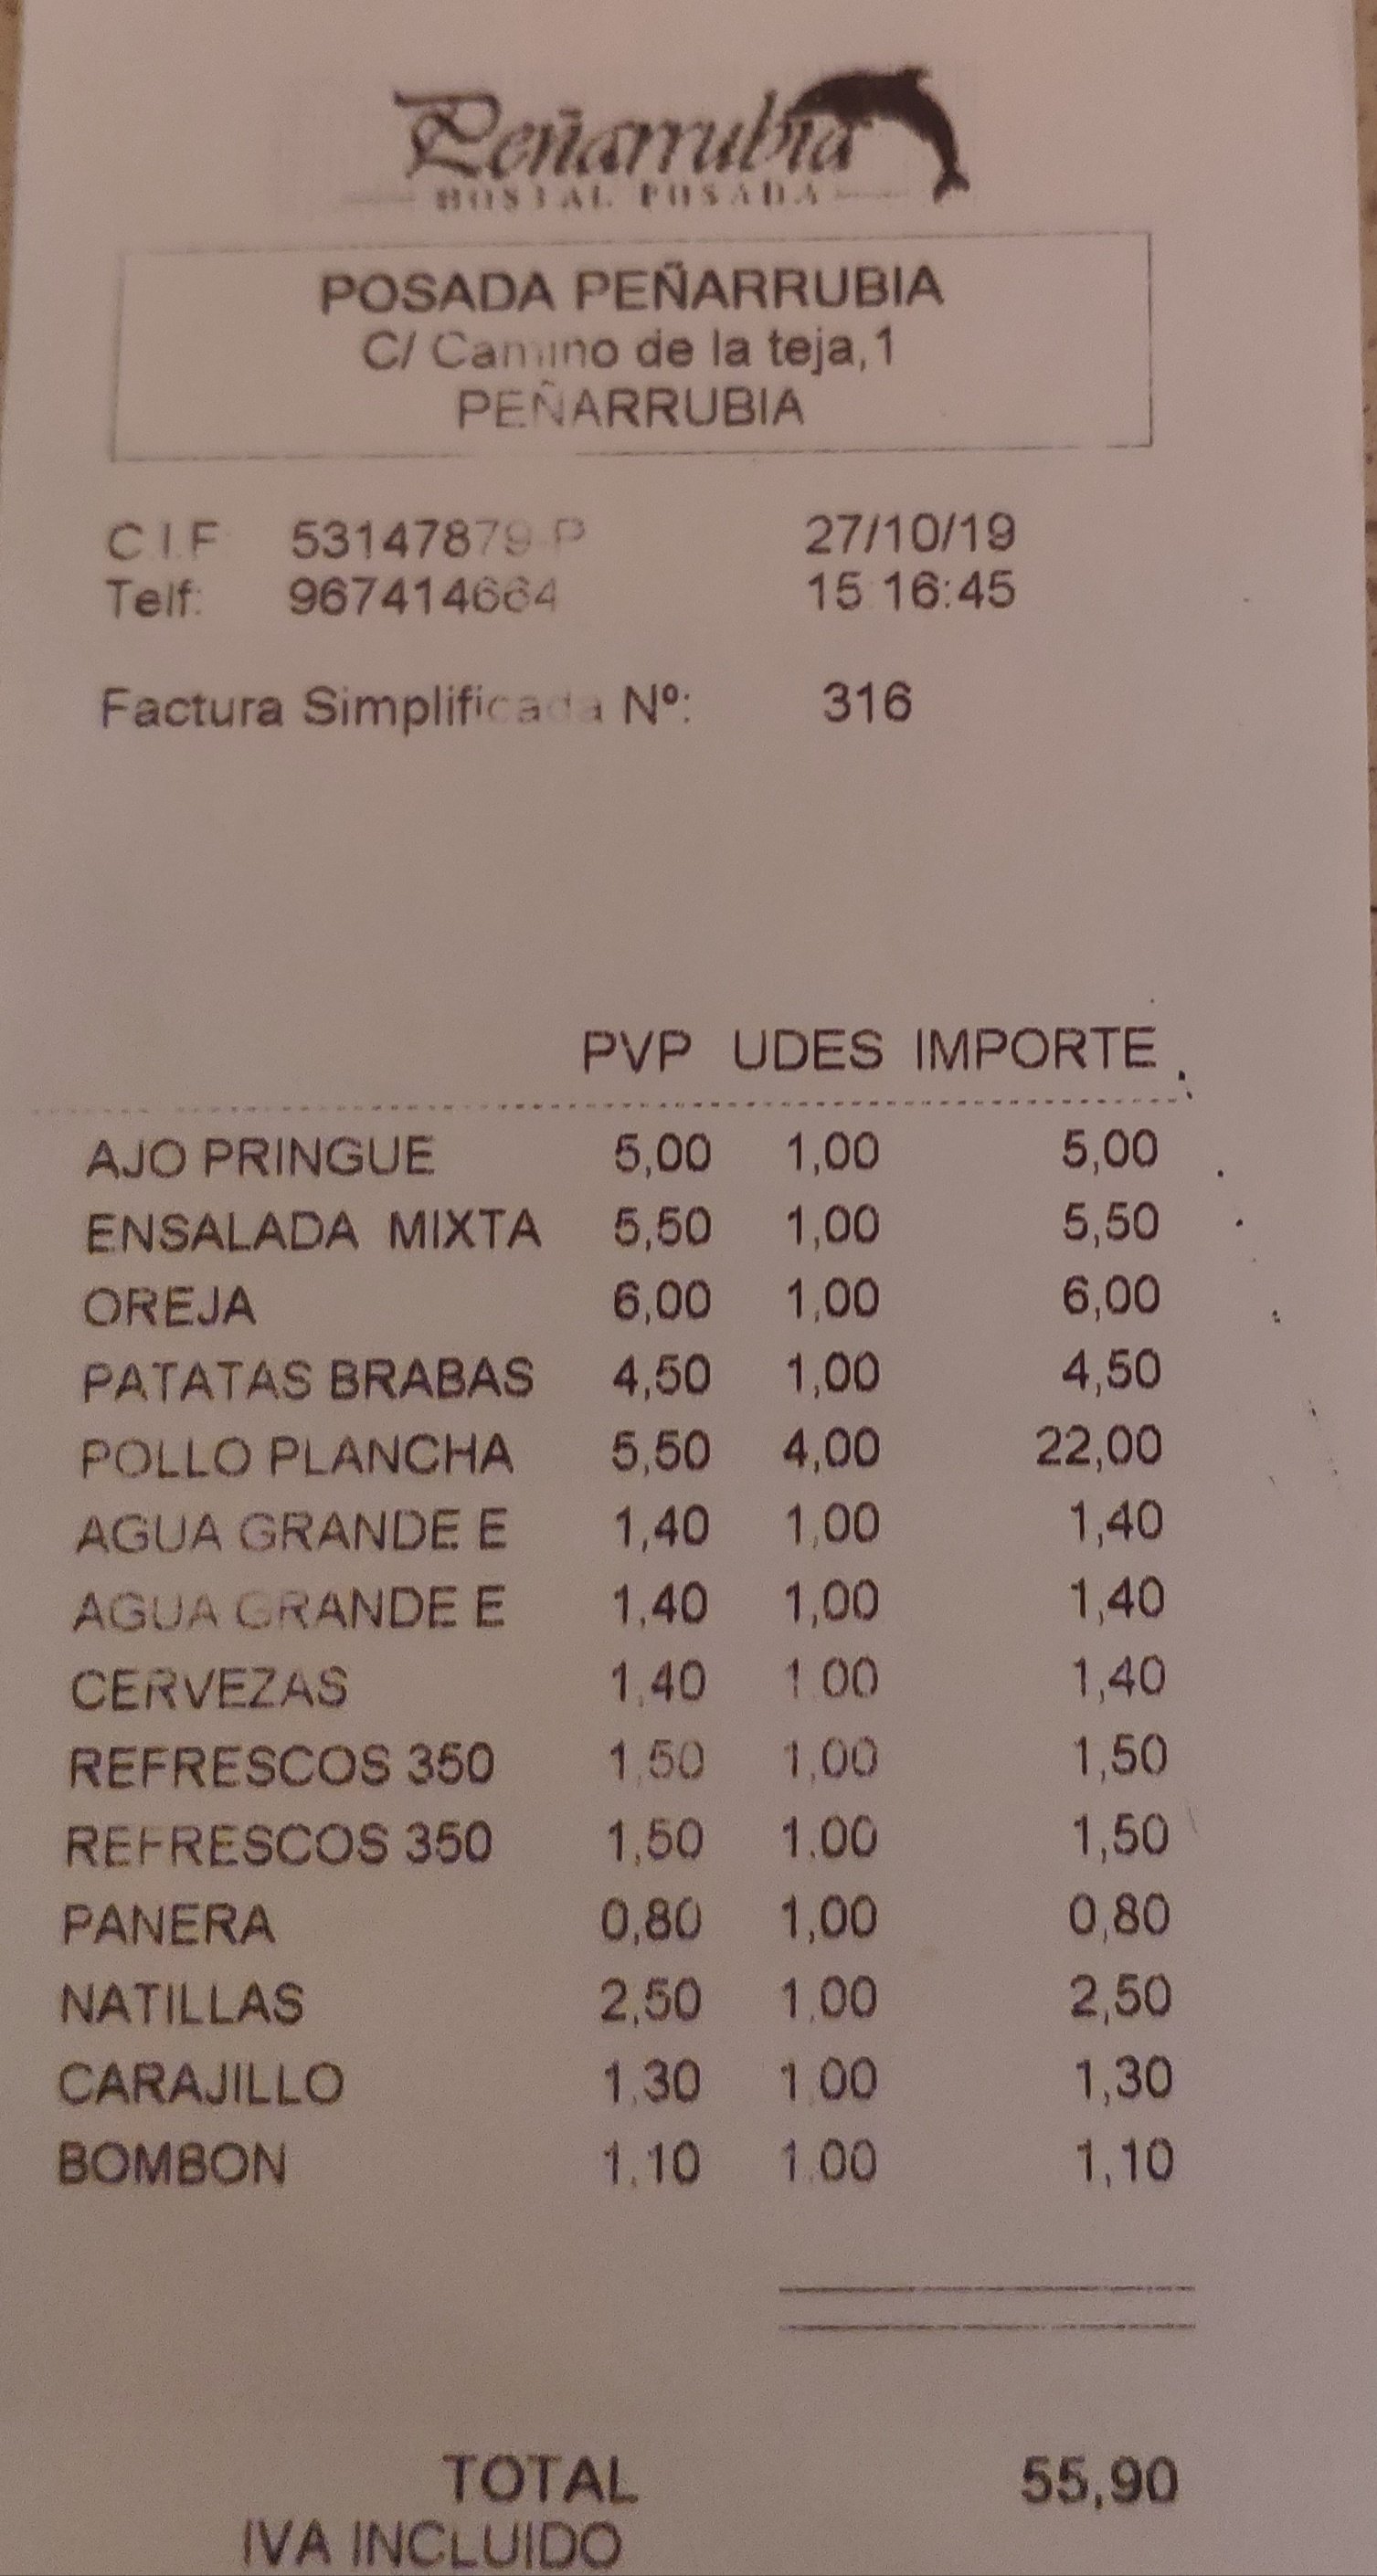 Peñarrubia
HOSTAL POSADA
POSADA PEÑARRUBIA
C/ Camino de la teja,1
PEÑARRUBIA
C.I.F: 53147879-P 27/10/19
Telf: 967414664 15:16:45
Factura Simplificada Nº: 316
PVP UDES IMPORTE
AJO PRINGUE 5,00 1,00 5,00
ENSALADA MIXTA 5,50 1,00 5,50
OREJA 6,00 1,00 6,00
PATATAS BRABAS 4,50 1,00 4,50
POLLO PLANCHA 5,50 4,00 22,00
AGUA GRANDE E 1,40 1,00 1,40
AGUA GRANDE E 1,40 1,00 1,40
CERVEZAS 1,40 1,00 1,40
REFRESCOS 350 1,50 1,00 1,50
REFRESCOS 350 1,50 1,00 1,50
PANERA 0,80 1,00 0,80
NATILLAS 2,50 1,00 2,50
CARAJILLO 1,30 1,00 1,30
BOMBON 1,10 1,00 1,10
TOTAL 55,90
IVA INCLUIDO